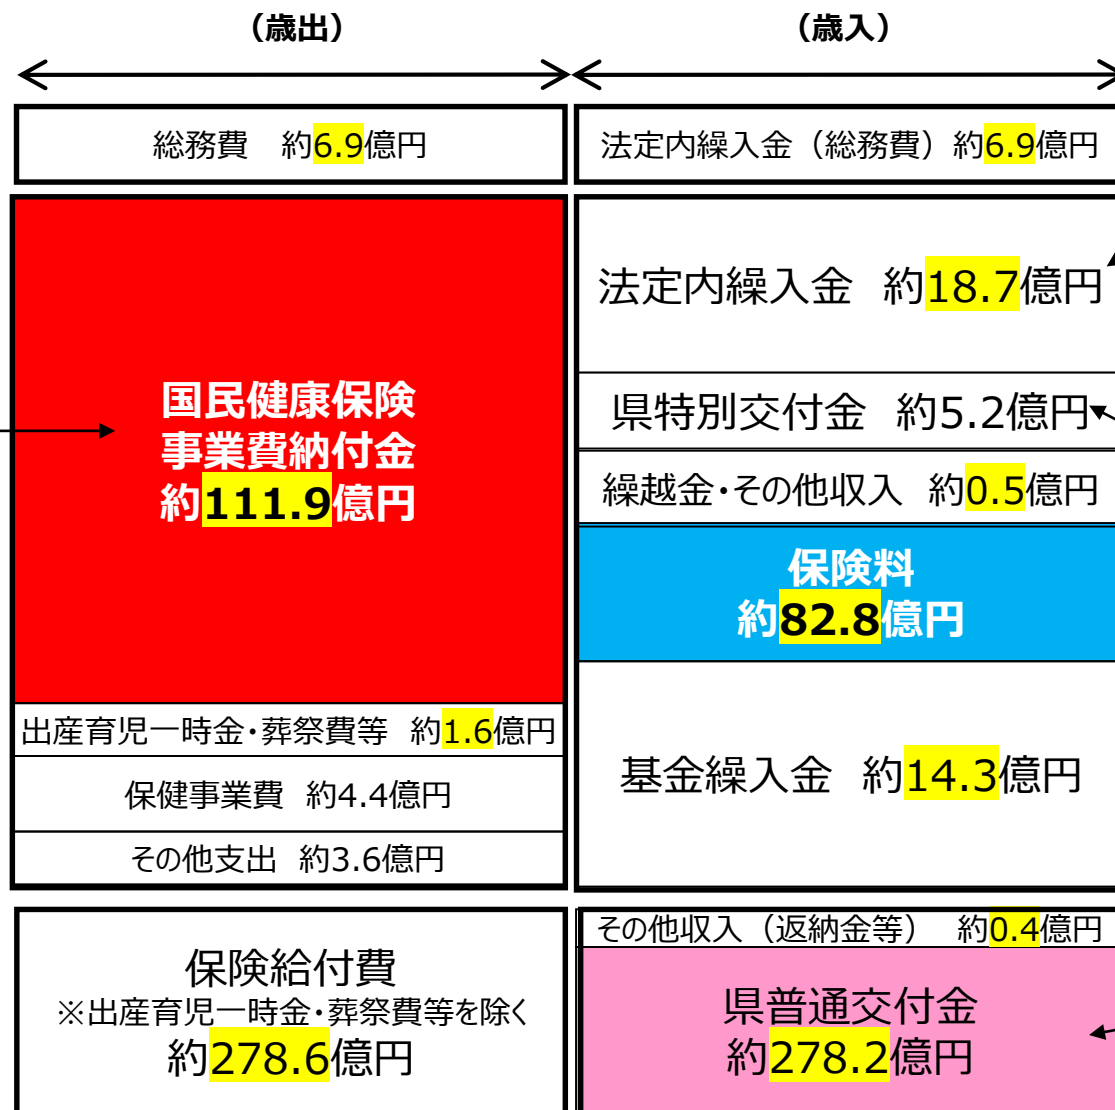 （歳出）
（歳入）
総務費　約6.9億円
法定内繰入金（総務費）約6.9億円
国民健康保険
事業費納付金
約111.9億円
出産育児一時金・葬祭費等　約1.6億円
保健事業費　約4.4億円
その他支出　約3.6億円
法定内繰入金　約18.7億円
県特別交付金　約5.2億円
繰越金・その他収入　約0.5億円
保険料
約82.8億円
基金繰入金　約14.3億円
保険給付費
※出産育児一時金・葬祭費等を除く
約278.6億円
その他収入（返納金等）　約0.4億円
県普通交付金
約278.2億円